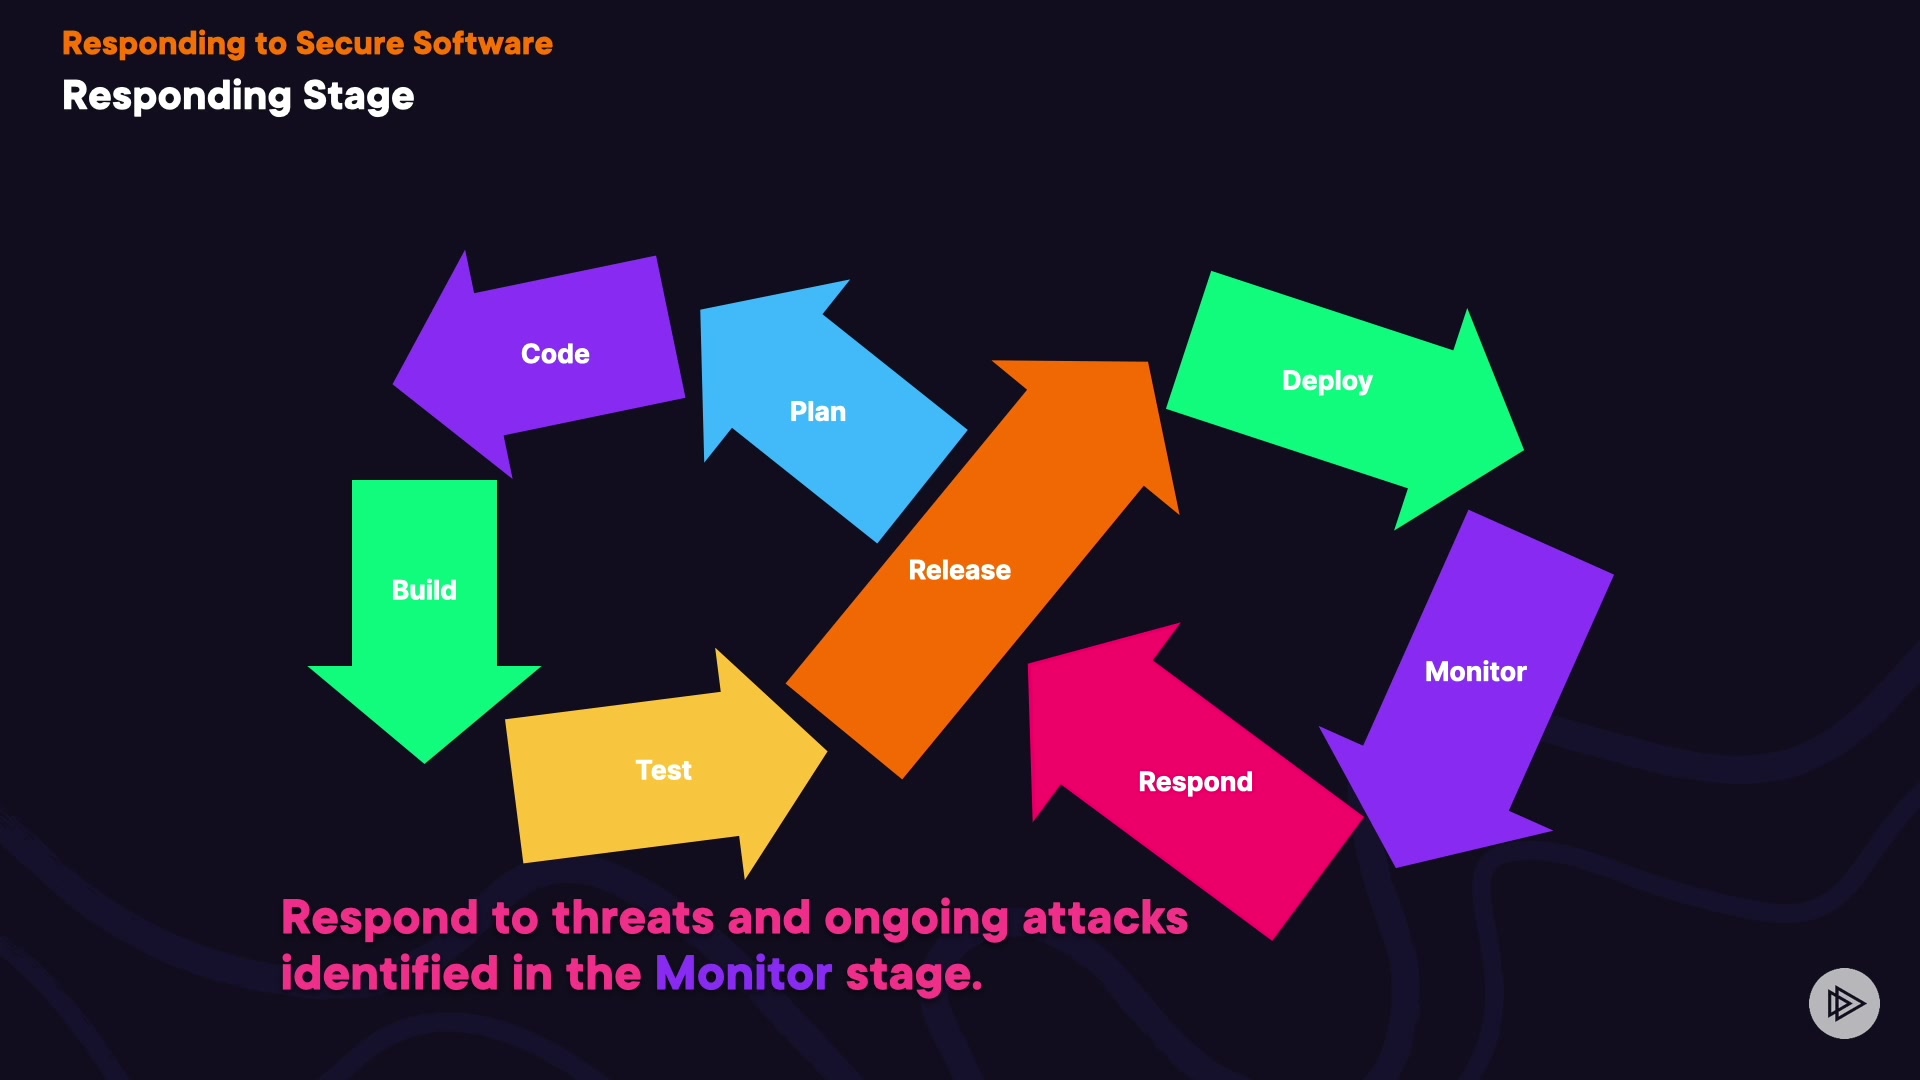 Responding to Secure Software
Responding Stage
Code
Plan
Deploy
Release
Build
Monitor
Test
Respond
Respond to threats and ongoing attacks
identified in the Monitor stage.